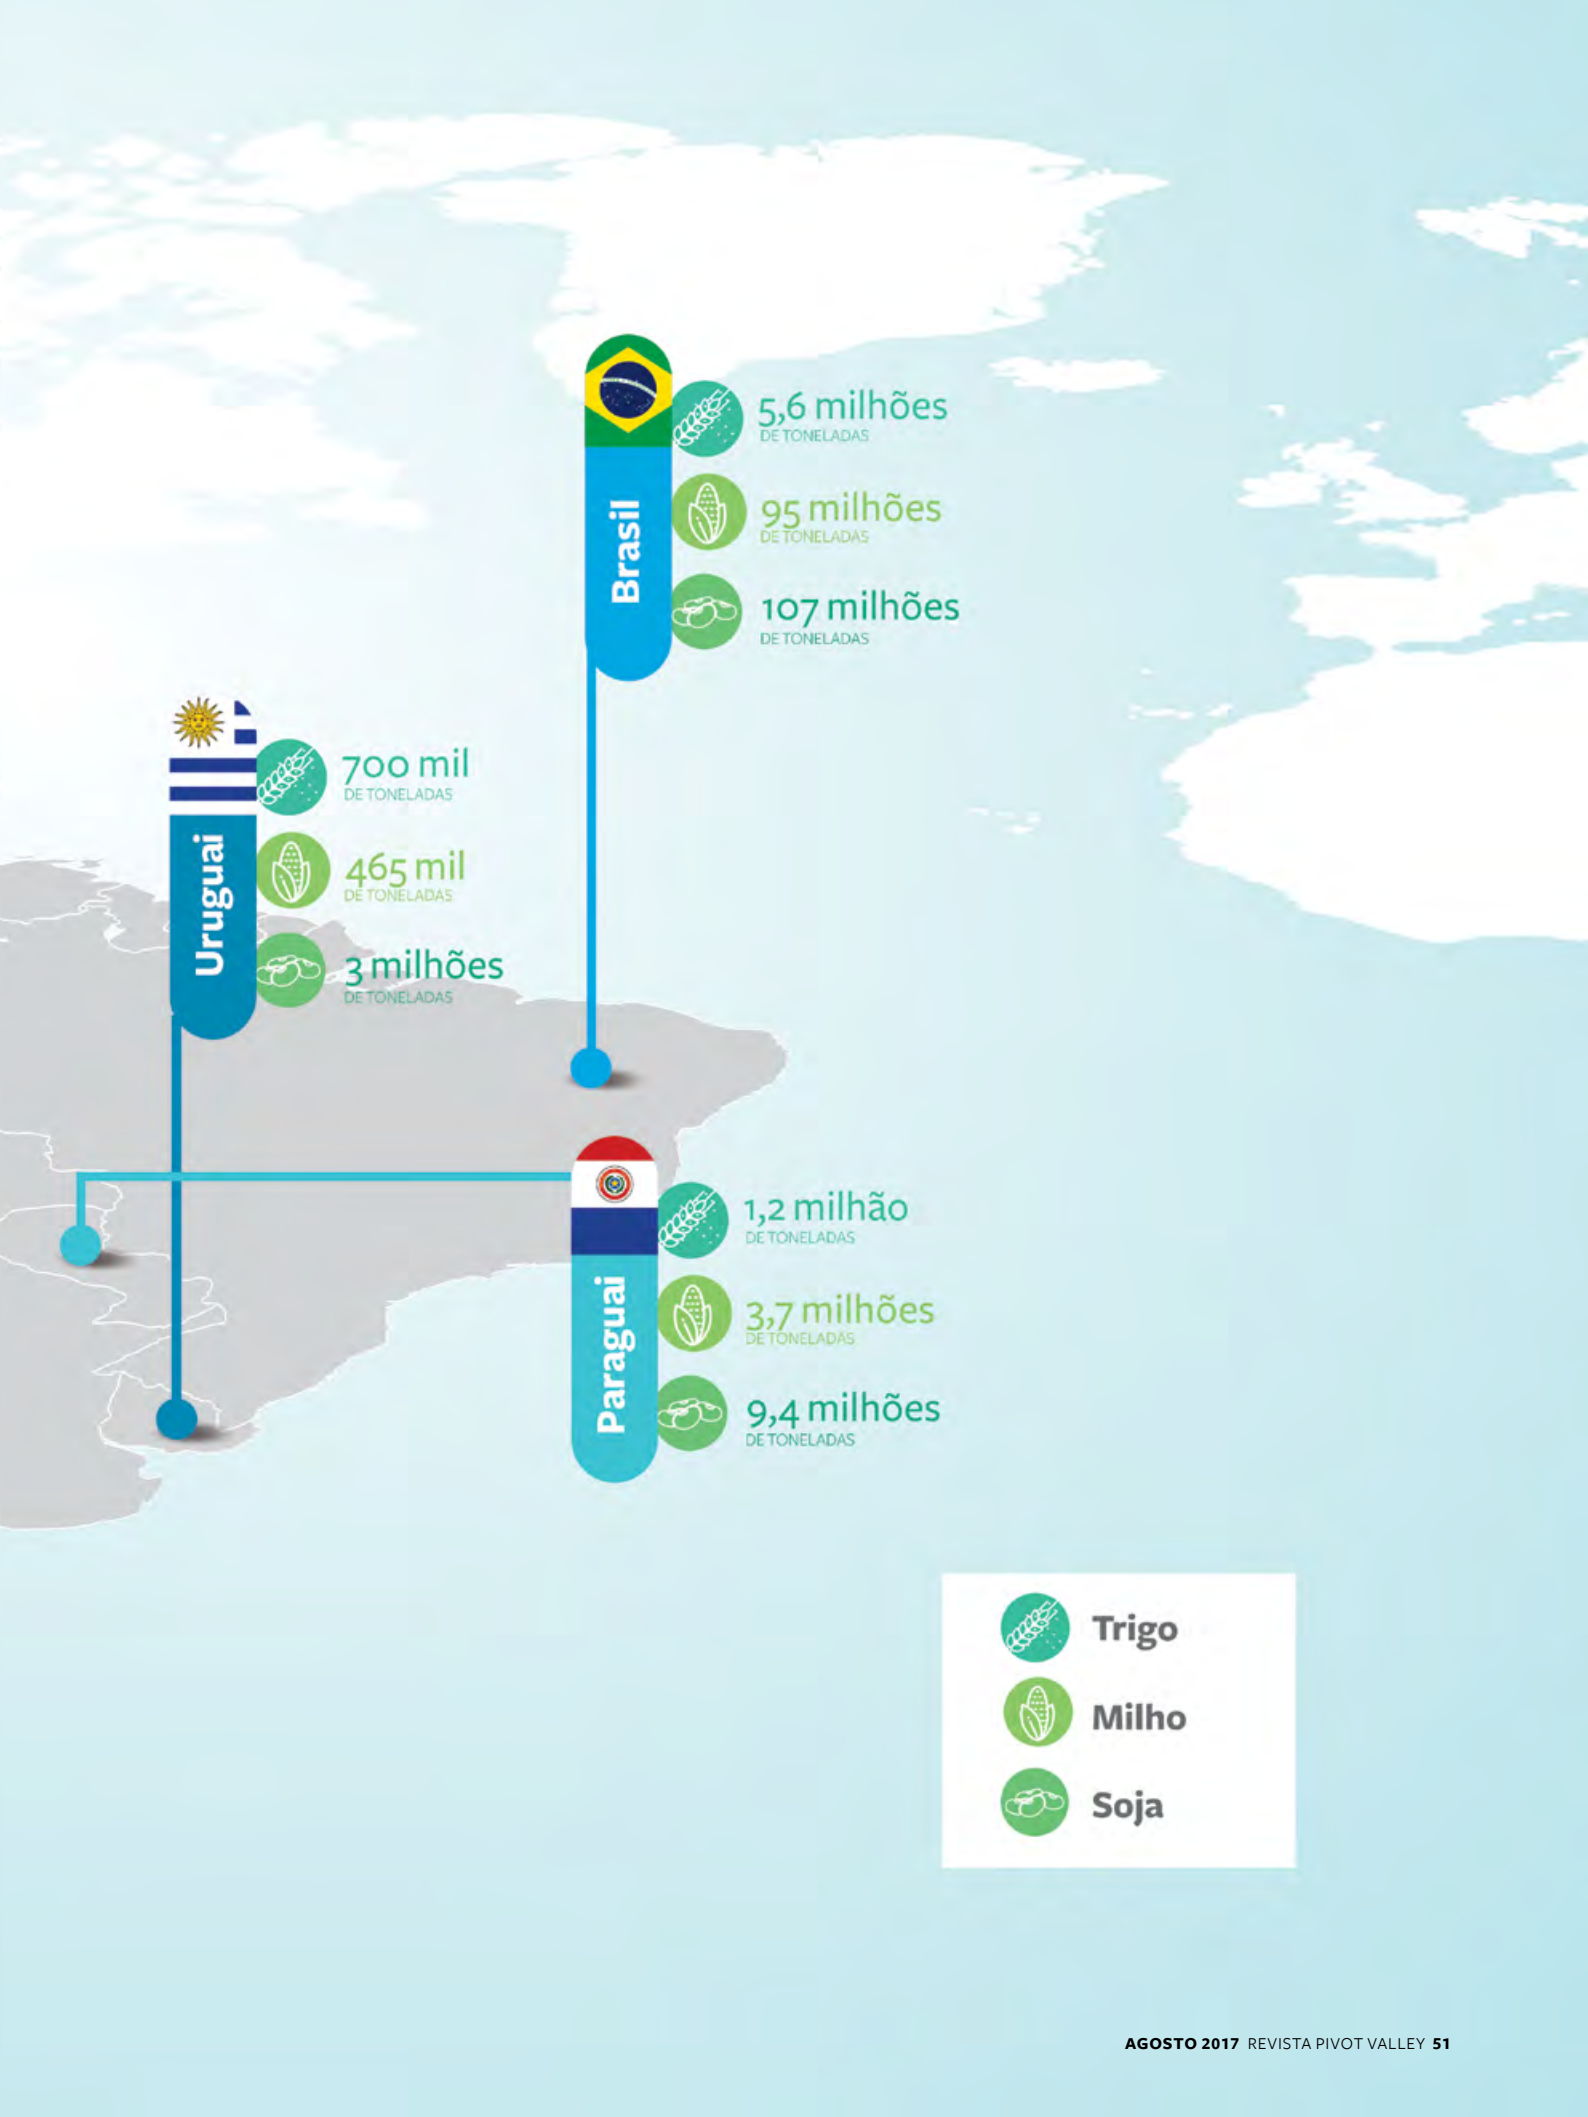 5,6 milhões
DE TONELADAS
Brasil
95 milhões
DE TONELADAS
107 milhões
DE TONELADAS
700 mil
DE TONELADAS
Uruguai
465 mil
DE TONELADAS
3 milhões
DE TONELADAS
1,2 milhão
DE TONELADAS
Paraguai
3,7 milhões
DE TONELADAS
9,4 milhões
DE TONELADAS
Trigo
Milho
Soja
AGOSTO 2017 REVISTA PIVOT VALLEY 51